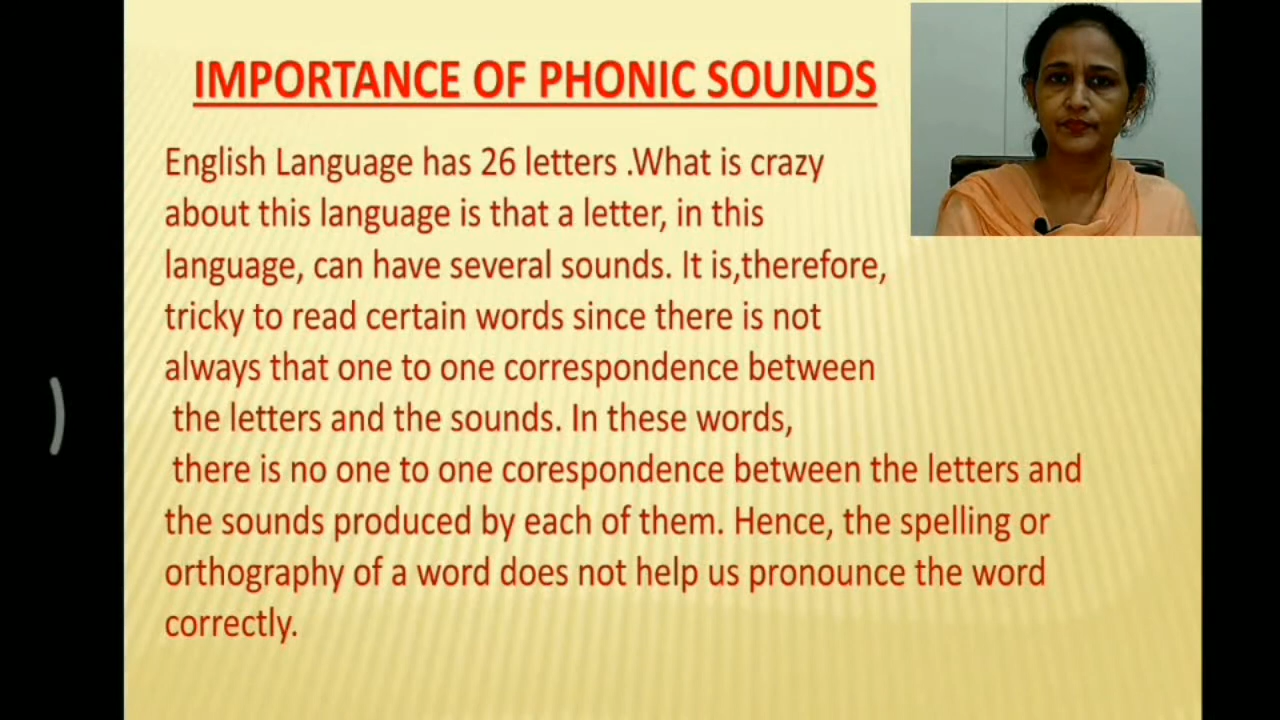 IMPORTANCE OF PHONIC SOUNDS
English Language has 26 letters .What is crazy
about this language is that a letter, in this
language, can have several sounds. It is,therefore,
tricky to read certain words since there is not
always that one to one correspondence between
the letters and the sounds. In these words,
there is no one to one corespondence between the letters and
the sounds produced by each of them. Hence, the spelling or
orthography of a word does not help us pronounce the word
correctly.